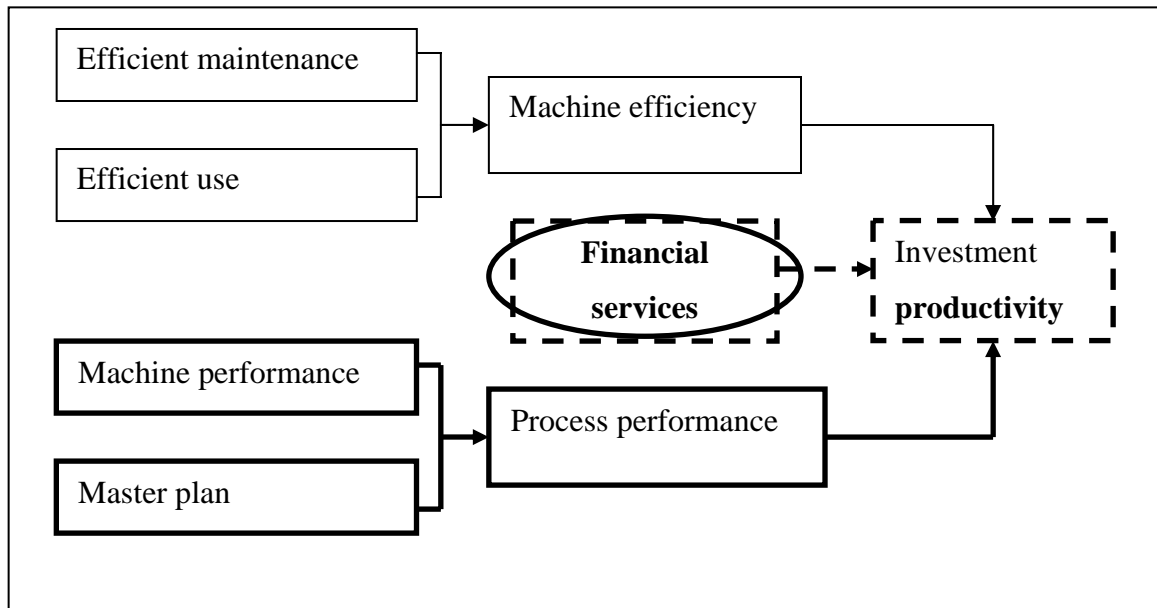 Efficient maintenance
Machine efficiency
Efficient use
Financial
services
Investment
productivity
Machine performance
Process performance
Master plan